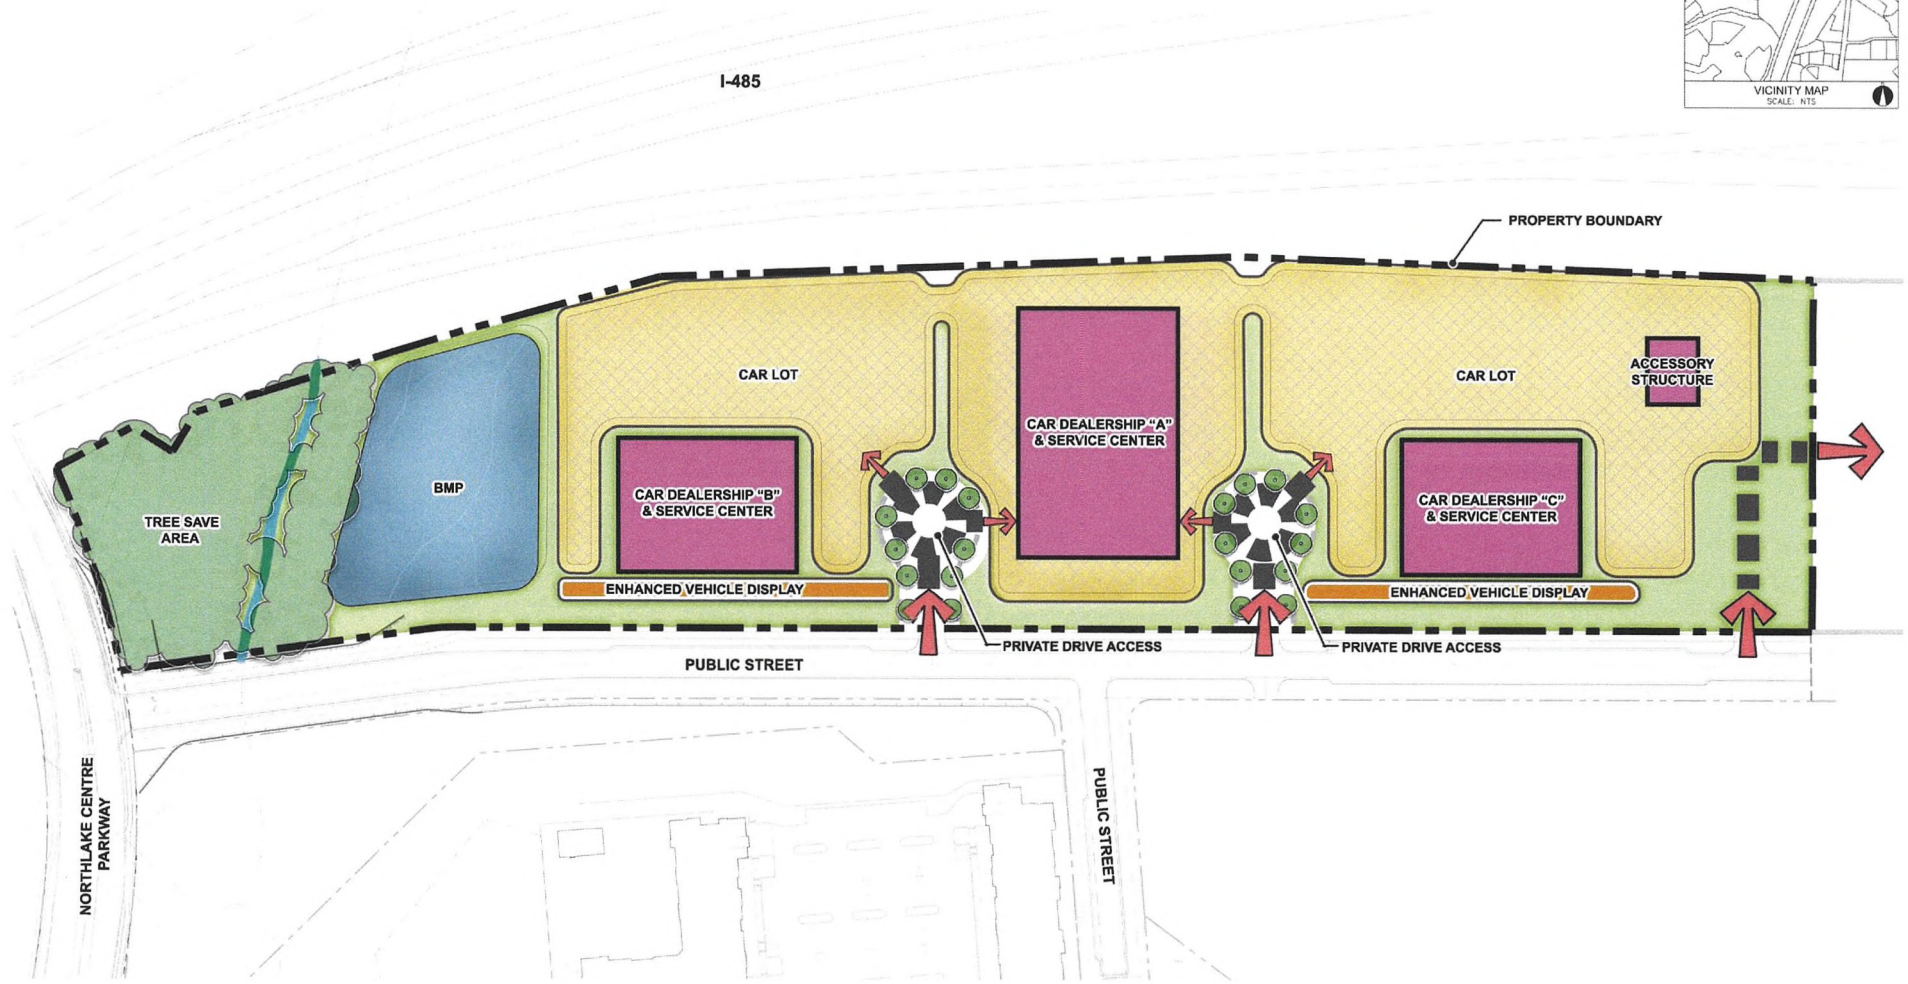 I-485
VICINITY MAP
SCALE: NTS
PROPERTY BOUNDARY
CAR LOT
CAR LOT
ACCESSORY
STRUCTURE
CAR DEALERSHIP "A"
& SERVICE CENTER
BMP
CAR DEALERSHIP "B"
& SERVICE CENTER
CAR DEALERSHIP "C"
& SERVICE CENTER
TREE SAVE
AREA
ENHANCED VEHICLE DISPLAY
ENHANCED VEHICLE DISPLAY
PRIVATE DRIVE ACCESS
PRIVATE DRIVE ACCESS
PUBLIC STREET
NORTHLAKE CENTRE
PARKWAY
PUBLIC STREET